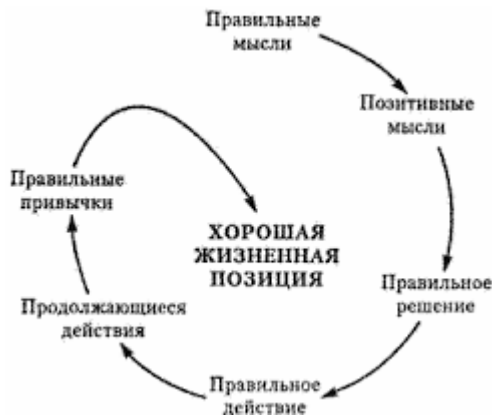 Правильные
мысли
Позитивные
мысли
Правильное
решение
Правильное
действие
Продолжающиеся
действия
Правильные
привычки
ХОРОШАЯ
ЖИЗНЕННАЯ
ПОЗИЦИЯ